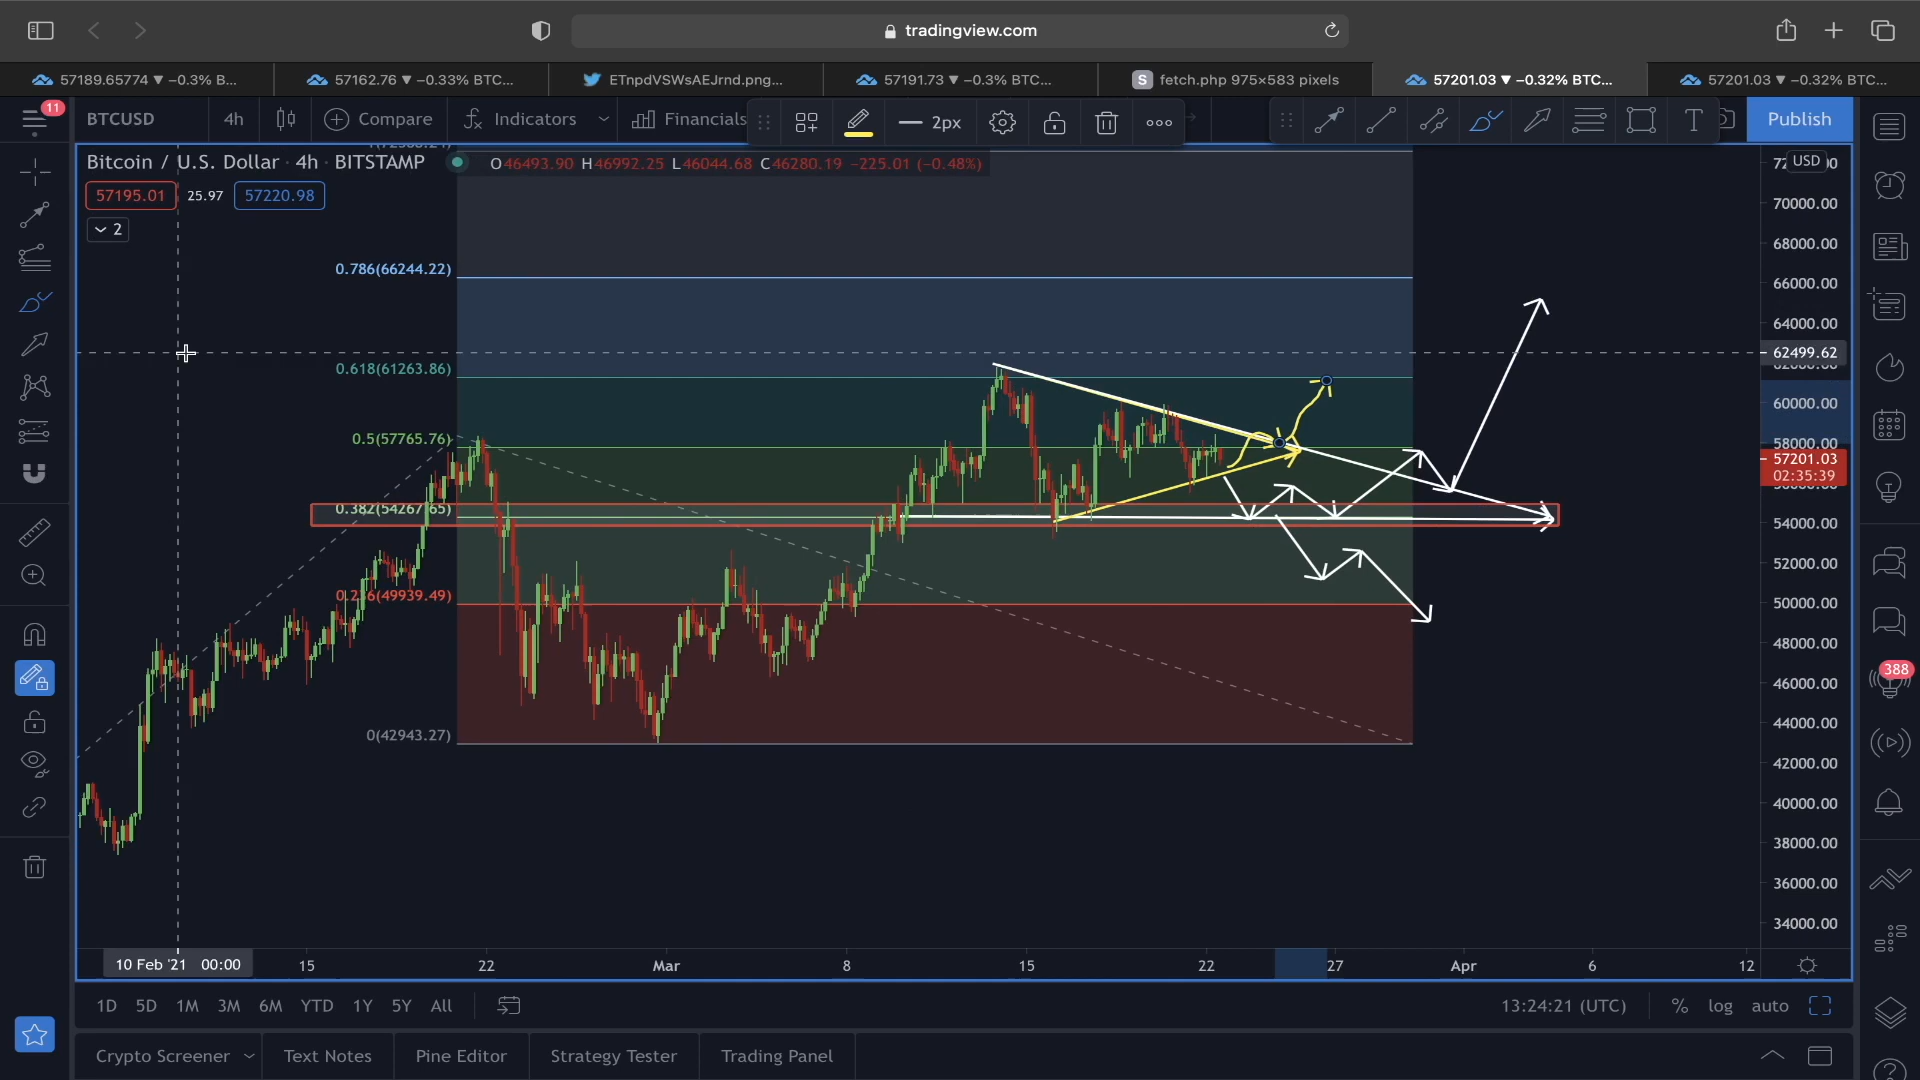 tradingview.com
57189.65774 ▼ −0.3% B...
57162.76 ▼ −0.33% BTC...
ETnpdVSWsAEJrnd.png...
57191.73 ▼ −0.3% BTC...
S fetch.php 975×583 pixels
57201.03 ▼ −0.32% BTC...
57201.03 ▼ −0.32% BTC...
11
BTCUSD
4h
Compare
Indicators
Financials
2px
T
Publish
Bitcoin / U.S. Dollar · 4h · BITSTAMP
O46493.90 H46992.25 L46044.68 C46280.19 −225.01 (−0.48%)
USD
57195.01
25.97
57220.98
2
70000.00
68000.00
0.786(66244.22)
66000.00
64000.00
62499.62
0.618(61263.86)
60000.00
0.5(57765.76)
58000.00
57201.03
02:35:39
0.382(54267.65)
54000.00
52000.00
0.236(49939.49)
50000.00
48000.00
388
46000.00
44000.00
0(42943.27)
42000.00
40000.00
38000.00
36000.00
34000.00
10 Feb '21 00:00
15
22
Mar
8
15
22
27
Apr
6
12
1D 5D 1M 3M 6M YTD 1Y 5Y All
13:24:21 (UTC)
% log auto
Crypto Screener
Text Notes
Pine Editor
Strategy Tester
Trading Panel